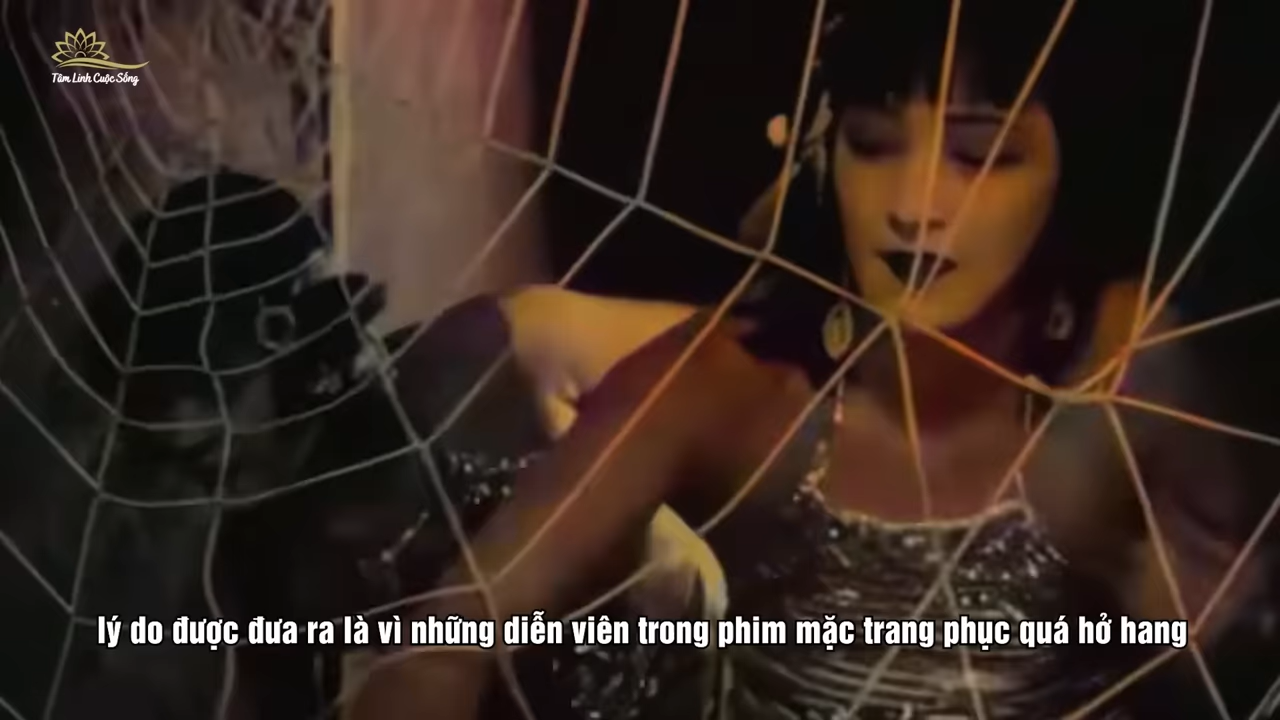 Tâm Linh Cuộc Sống
lý do được đưa ra là vì những diễn viên trong phim mặc trang phục quá hở hang